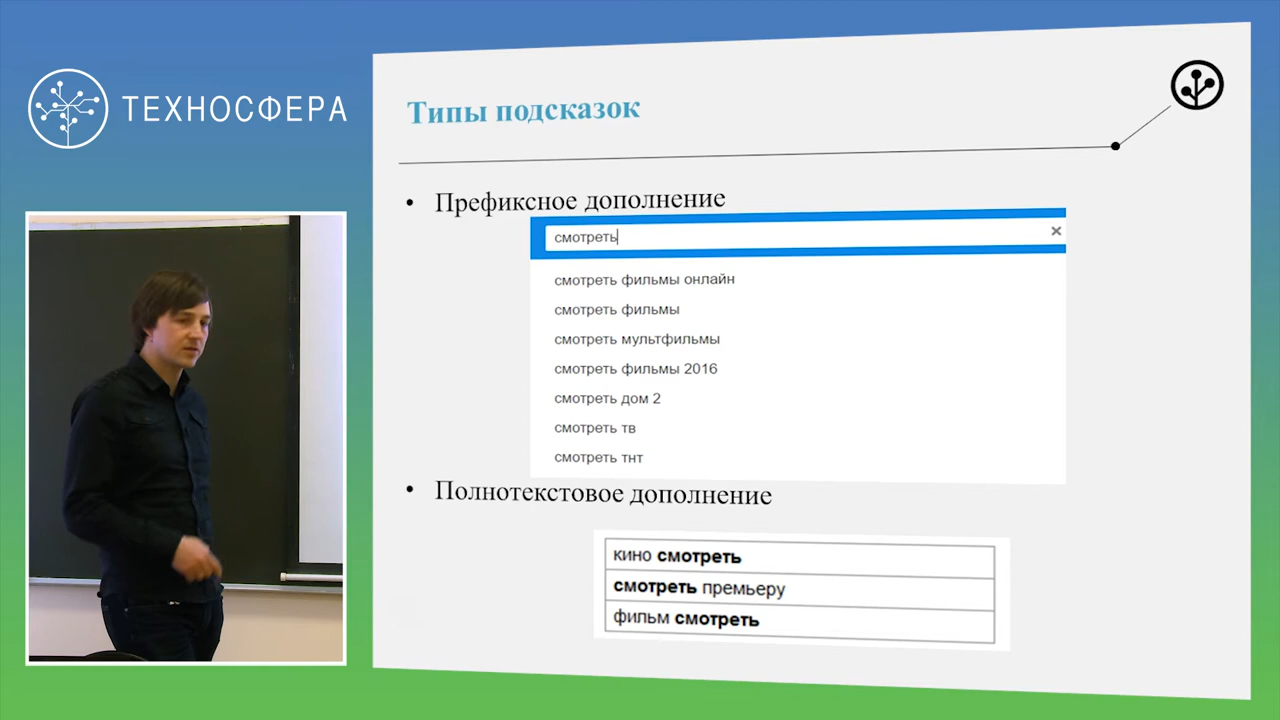 ТЕХНОСФЕРА
Типы подсказок
• Префиксное дополнение
смотреть
смотреть фильмы онлайн
смотреть фильмы
смотреть мультфильмы
смотреть фильмы 2016
смотреть дом 2
смотреть тв
смотреть тнт
• Полнотекстовое дополнение
кино смотреть
смотреть премьеру
фильм смотреть